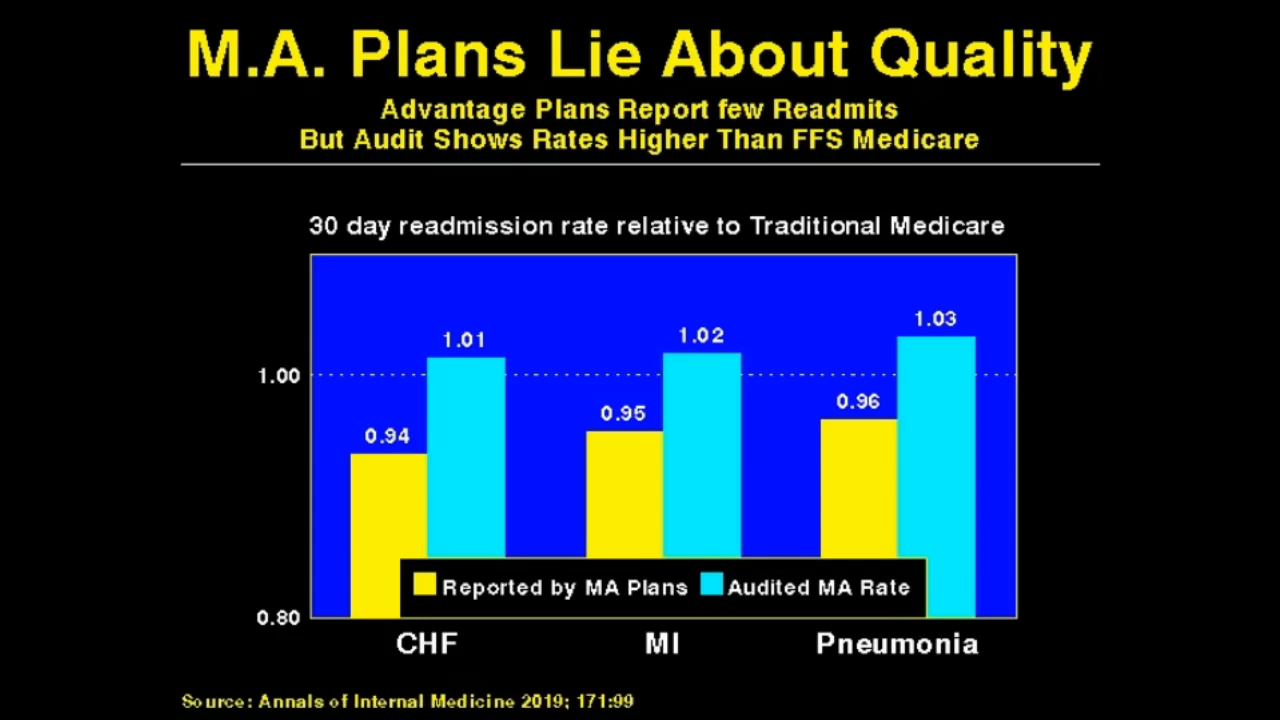 M.A. Plans Lie About Quality
Advantage Plans Report few Readmits
But Audit Shows Rates Higher Than FFS Medicare
30 day readmission rate relative to Traditional Medicare
1.03
1.02
1.01
1.00
0.96
0.95
0.94
Reported by MA Plans Audited MA Rate
0.80
CHF MI Pneumonia
Source: Annals of Internal Medicine 2019; 171:99